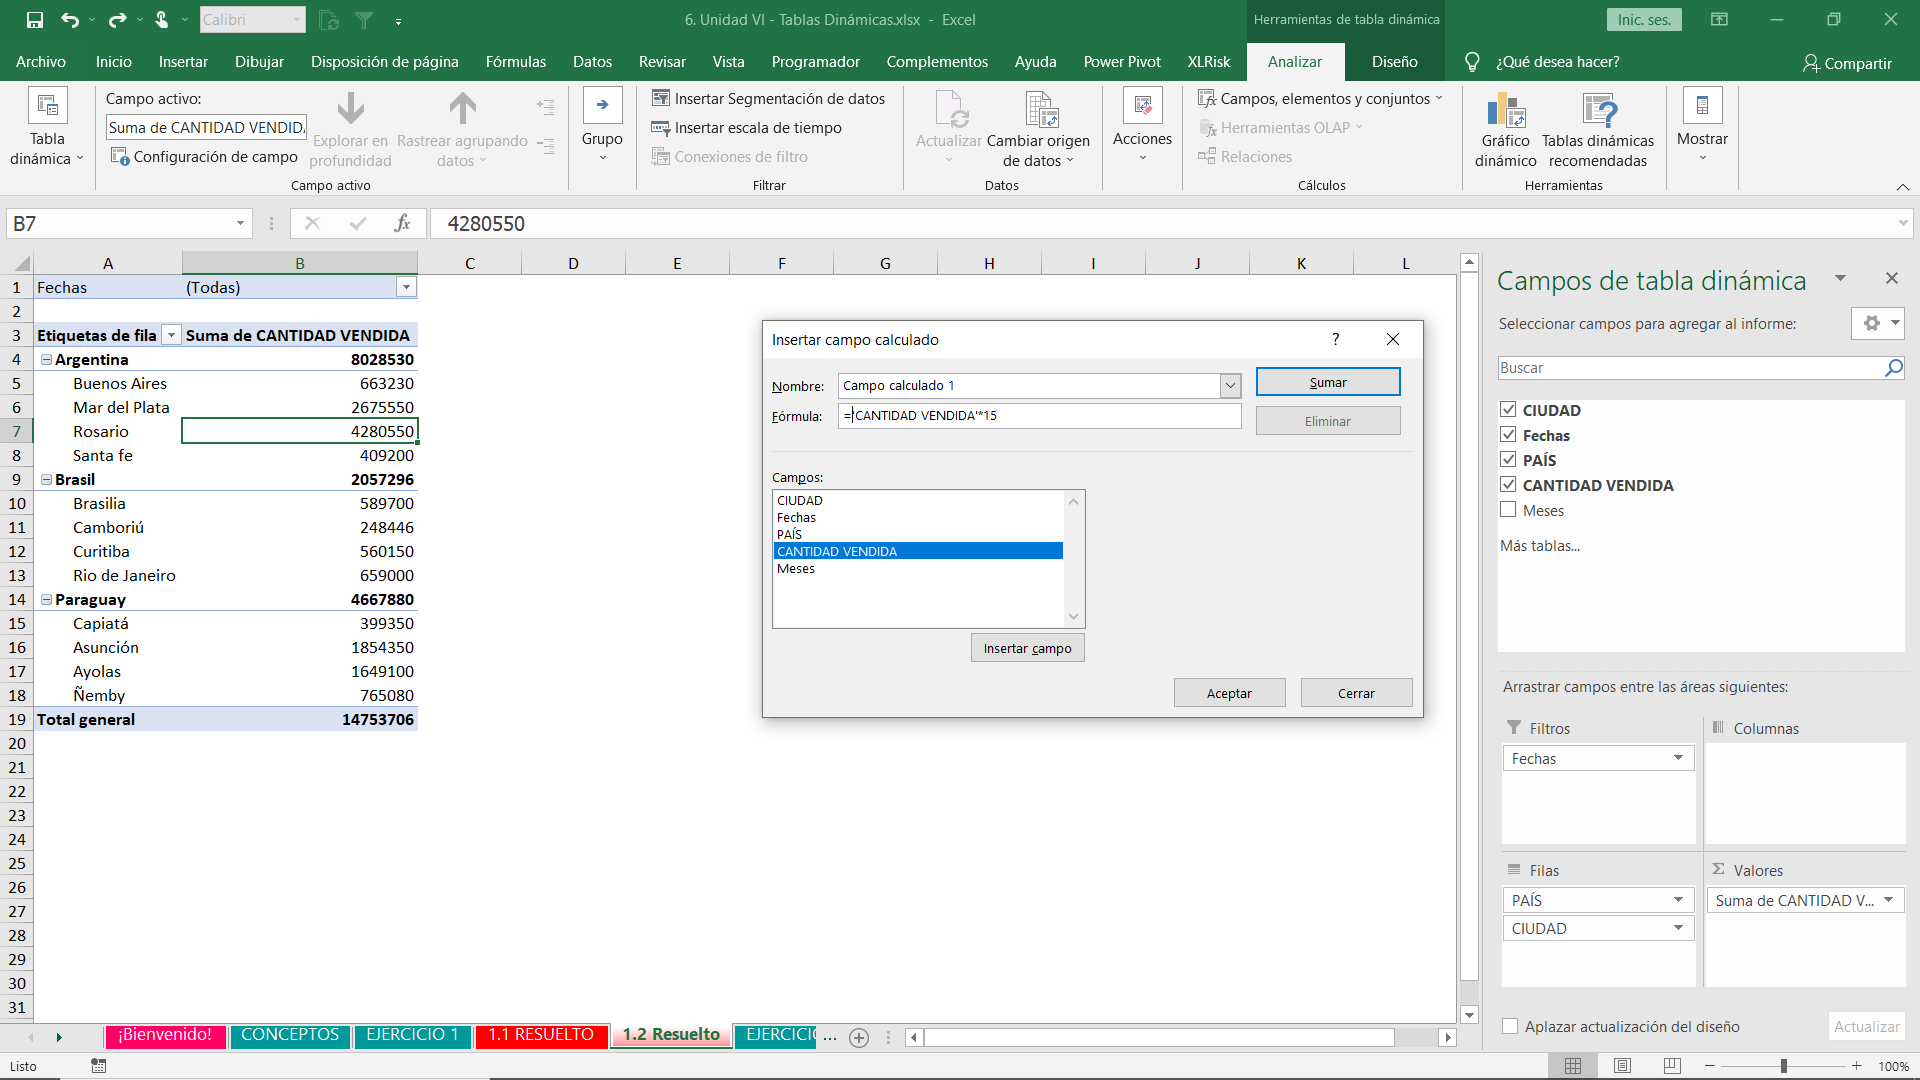 Calibri
6. Unidad VI - Tablas Dinámicas.xlsx - Excel
Herramientas de tabla dinámica
Inic. ses.
Archivo Inicio Insertar Dibujar Disposición de página Fórmulas Datos Revisar Vista Programador Complementos Ayuda Power Pivot XLRisk Analizar Diseño ¿Qué desea hacer? Compartir
Tabla dinámica
Campo activo:
Suma de CANTIDAD VENDID
Configuración de campo
Explorar en profundidad
Rastrear agrupando datos
Campo activo
Grupo
Insertar Segmentación de datos
Insertar escala de tiempo
Conexiones de filtro
Filtrar
Actualizar
Cambiar origen de datos
Datos
Acciones
Campos, elementos y conjuntos
Herramientas OLAP
Relaciones
Cálculos
Gráfico dinámico
Tablas dinámicas recomendadas
Herramientas
Mostrar
B7 fx 4280550
A B C D E F G H I J K L
1 Fechas (Todas)
2
3 Etiquetas de fila Suma de CANTIDAD VENDIDA
4 Argentina 8028530
5 Buenos Aires 663230
6 Mar del Plata 2675550
7 Rosario 4280550
8 Santa fe 409200
9 Brasil 2057296
10 Brasilia 589700
11 Camboriú 248446
12 Curitiba 560150
13 Rio de Janeiro 659000
14 Paraguay 4667880
15 Capiatá 399350
16 Asunción 1854350
17 Ayolas 1649100
18 Ñemby 765080
19 Total general 14753706
20
21
22
23
24
25
26
27
28
29
30
31
Insertar campo calculado ?
Nombre: Campo calculado 1 Sumar
Fórmula: ='CANTIDAD VENDIDA'*15 Eliminar
Campos:
CIUDAD
Fechas
PAÍS
CANTIDAD VENDIDA
Meses
Insertar campo
Aceptar Cerrar
Campos de tabla dinámica
Seleccionar campos para agregar al informe:
Buscar
CIUDAD
Fechas
PAÍS
CANTIDAD VENDIDA
Meses
Más tablas...
Arrastrar campos entre las áreas siguientes:
Filtros Columnas
Fechas
Filas Σ Valores
PAÍS Suma de CANTIDAD V...
CIUDAD
Aplazar actualización del diseño Actualizar
¡Bienvenido! CONCEPTOS EJERCICIO 1 1.1 RESUELTO 1.2 Resuelto EJERCICI ...
Listo 100%